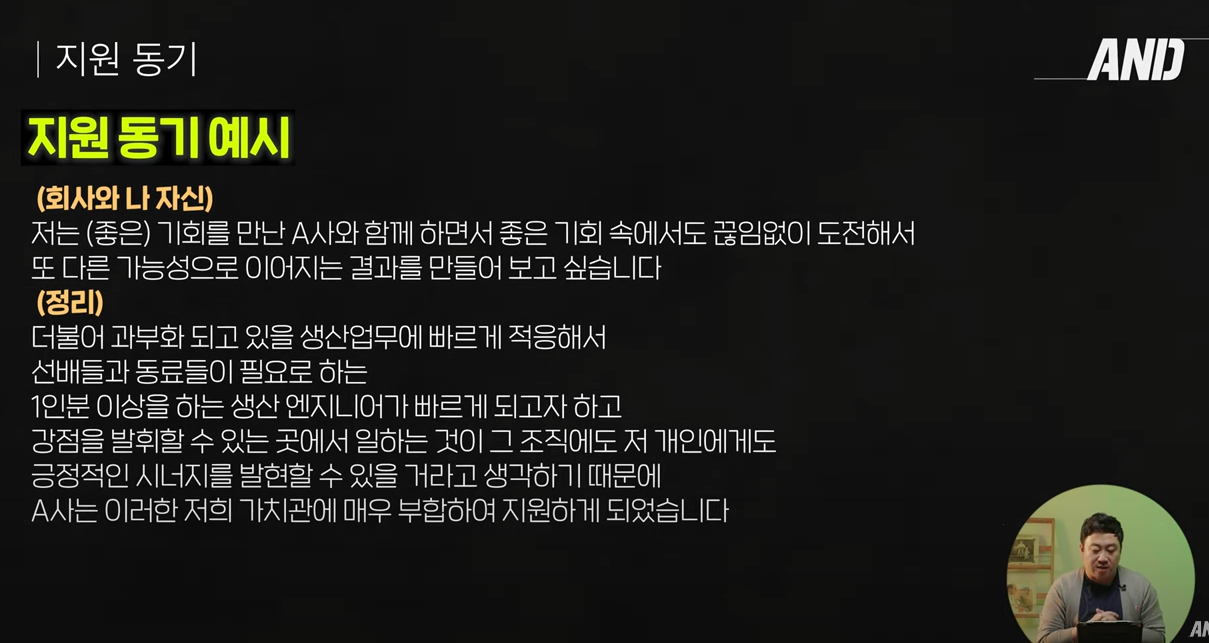 지원 동기
AND
지원 동기 예시
(회사와 나 자신)
저는 (좋은) 기회를 만난 A사와 함께 하면서 좋은 기회 속에서도 끊임없이 도전해서
또 다른 가능성으로 이어지는 결과를 만들어 보고 싶습니다
(정리)
더불어 과부화 되고 있을 생산업무에 빠르게 적응해서
선배들과 동료들이 필요로 하는
1인분 이상을 하는 생산 엔지니어가 빠르게 되고자 하고
강점을 발휘할 수 있는 곳에서 일하는 것이 그 조직에도 저 개인에게도
긍정적인 시너지를 발현할 수 있을 거라고 생각하기 때문에
A사는 이러한 저희 가치관에 매우 부합하여 지원하게 되었습니다